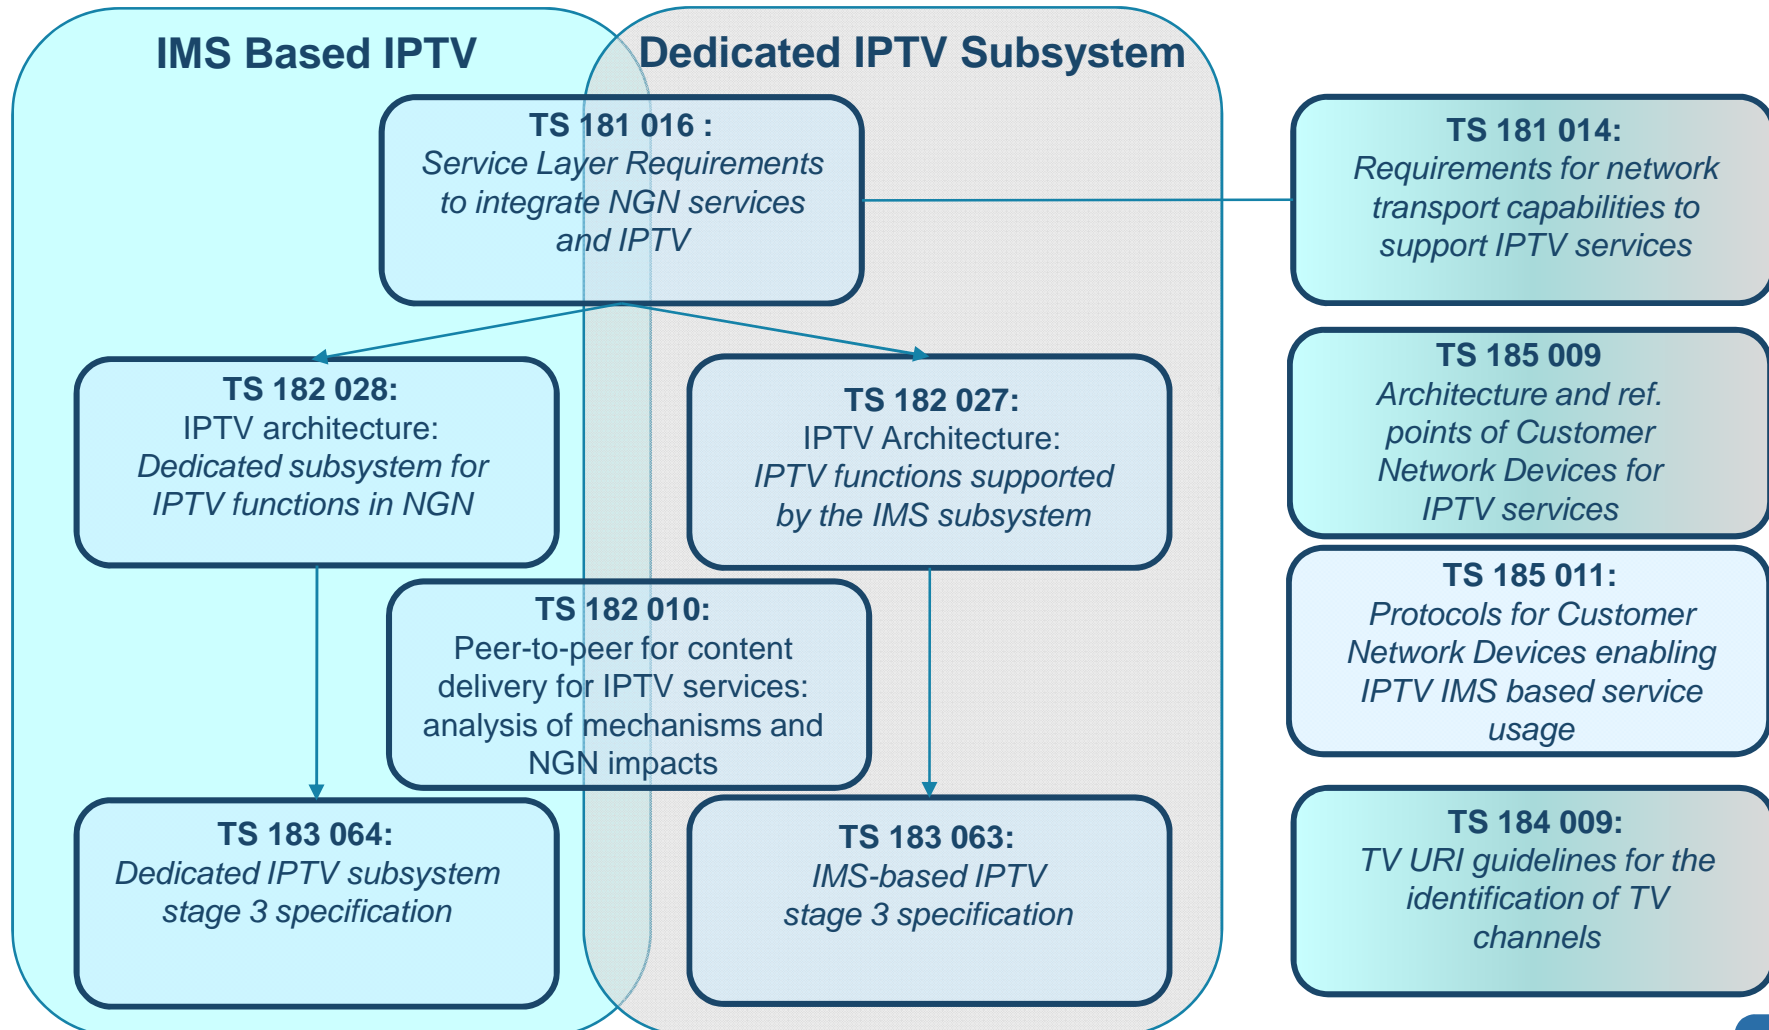 IMS Based IPTV
Dedicated IPTV Subsystem
TS 181 016 :
Service Layer Requirements
to integrate NGN services
and IPTV
TS 181 014:
Requirements for network
transport capabilities to
support IPTV services
TS 182 028:
IPTV architecture:
Dedicated subsystem for
IPTV functions in NGN
TS 182 027:
IPTV Architecture:
IPTV functions supported
by the IMS subsystem
TS 185 009
Architecture and ref.
points of Customer
Network Devices for
IPTV services
TS 182 010:
Peer-to-peer for content
delivery for IPTV services:
analysis of mechanisms and
NGN impacts
TS 185 011:
Protocols for Customer
Network Devices enabling
IPTV IMS based service
usage
TS 183 064:
Dedicated IPTV subsystem
stage 3 specification
TS 183 063:
IMS-based IPTV
stage 3 specification
TS 184 009:
TV URI guidelines for the
identification of TV
channels